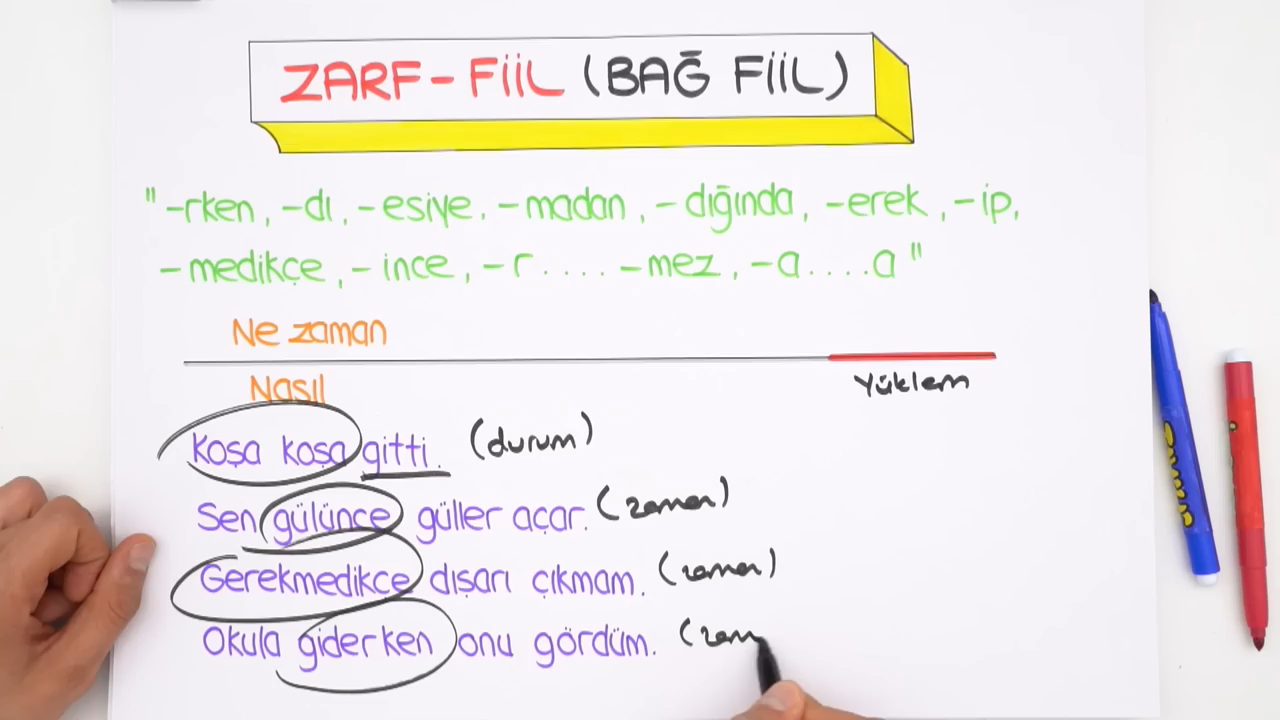 ZARF-FİİL (BAĞ FİİL)
" -rken, -dı, -esiye, -madan, -dığında, -erek, -ip,
-medikçe, -ince, -r....-mez, -a....a "
Ne zaman
Nasıl
Yüklem
Koşa koşa gitti. (durum)
Sen gülünce güller açar. (zaman)
Gerekmedikçe dışarı çıkmam. (zaman)
Okula giderken onu gördüm. (zam